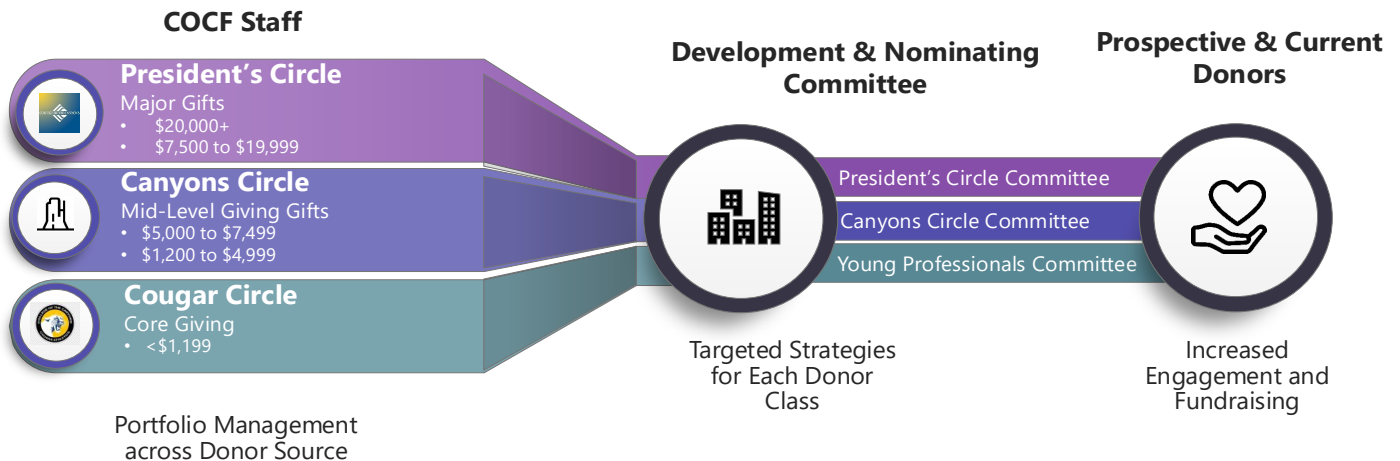 COCF Staff
President’s Circle
Major Gifts
• $20,000+
• $7,500 to $19,999
Canyons Circle
Mid-Level Giving Gifts
• $5,000 to $7,499
• $1,200 to $4,999
Cougar Circle
Core Giving
• <$1,199
Portfolio Management
across Donor Source
Development & Nominating
Committee
President’s Circle Committee
Canyons Circle Committee
Young Professionals Committee
Targeted Strategies
for Each Donor
Class
Prospective & Current
Donors
Increased
Engagement and
Fundraising